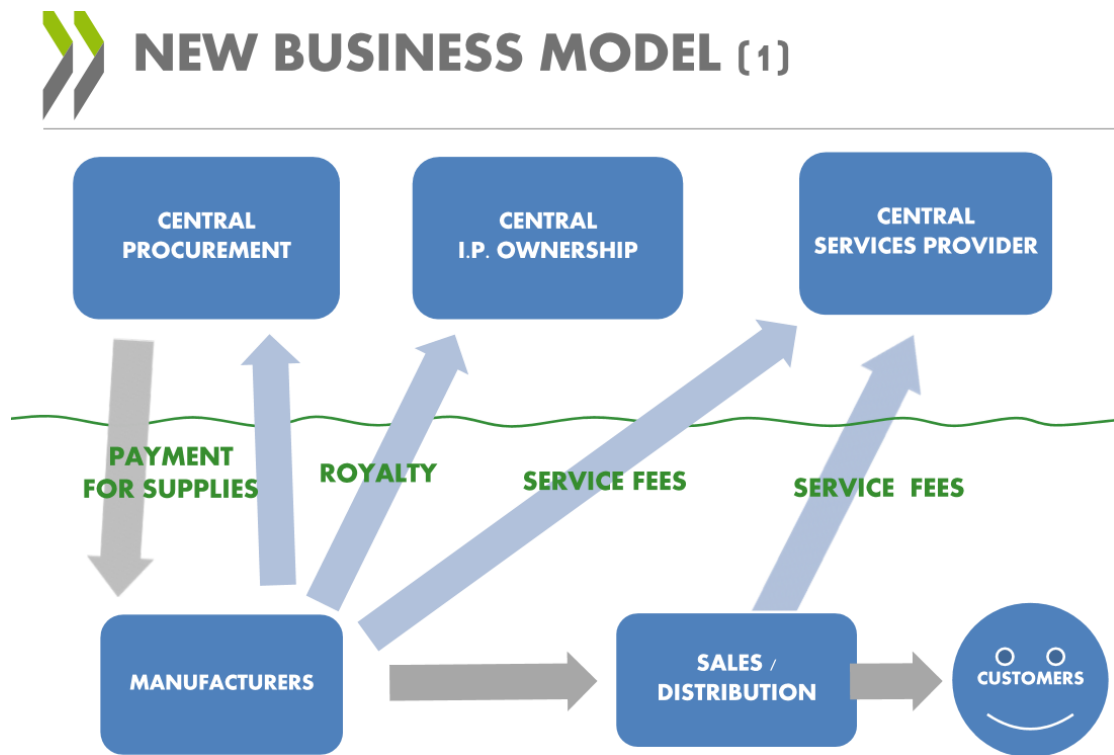 NEW BUSINESS MODEL (1)
CENTRAL
PROCUREMENT
CENTRAL
I.P. OWNERSHIP
CENTRAL
SERVICES PROVIDER
PAYMENT
FOR SUPPLIES
ROYALTY
SERVICE FEES
SERVICE FEES
MANUFACTURERS
SALES /
DISTRIBUTION
CUSTOMERS